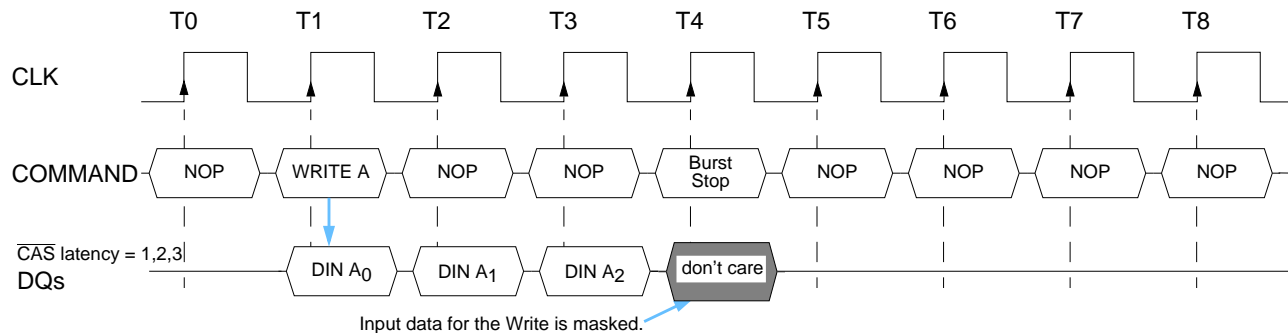 T0 T1 T2 T3 T4 T5 T6 T7 T8
CLK
COMMAND NOP WRITE A NOP NOP Burst Stop NOP NOP NOP NOP
CAS latency = 1,2,3
DQs DIN A0 DIN A1 DIN A2 don't care
Input data for the Write is masked.